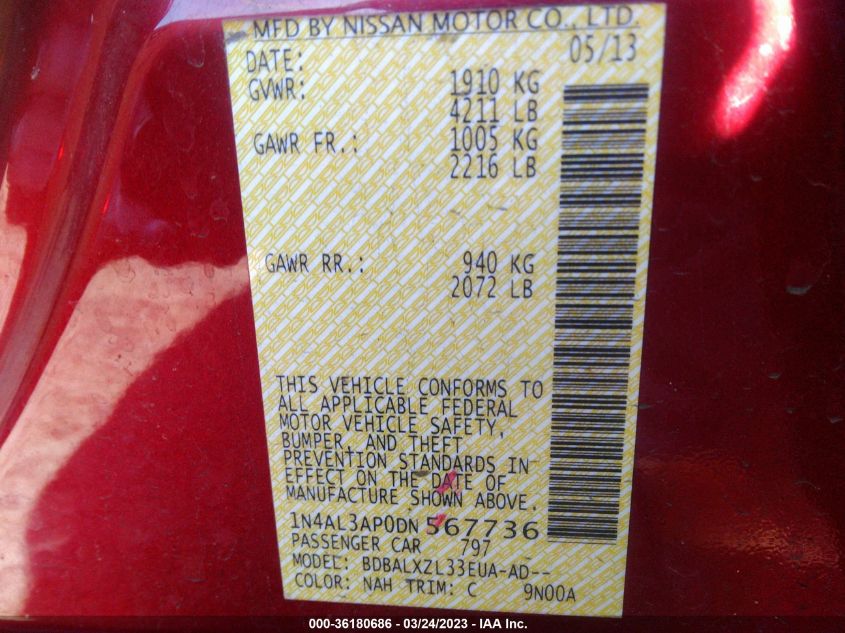 MFD BY NISSAN MOTOR CO., LTD.
DATE: 05/13
GVWR: 1910 KG
4211 LB
GAWR FR.: 1005 KG
2216 LB
GAWR RR.: 940 KG
2072 LB
THIS VEHICLE CONFORMS TO
ALL APPLICABLE FEDERAL
MOTOR VEHICLE SAFETY,
BUMPER, AND THEFT
PREVENTION STANDARDS IN
EFFECT ON THE DATE OF
MANUFACTURE SHOWN ABOVE.
1N4AL3AP0DN567736
PASSENGER CAR 797
MODEL: BDBALXZL33EUA-AD--
COLOR: NAH TRIM: C 9N00A
000-36180686 - 03/24/2023 - IAA Inc.